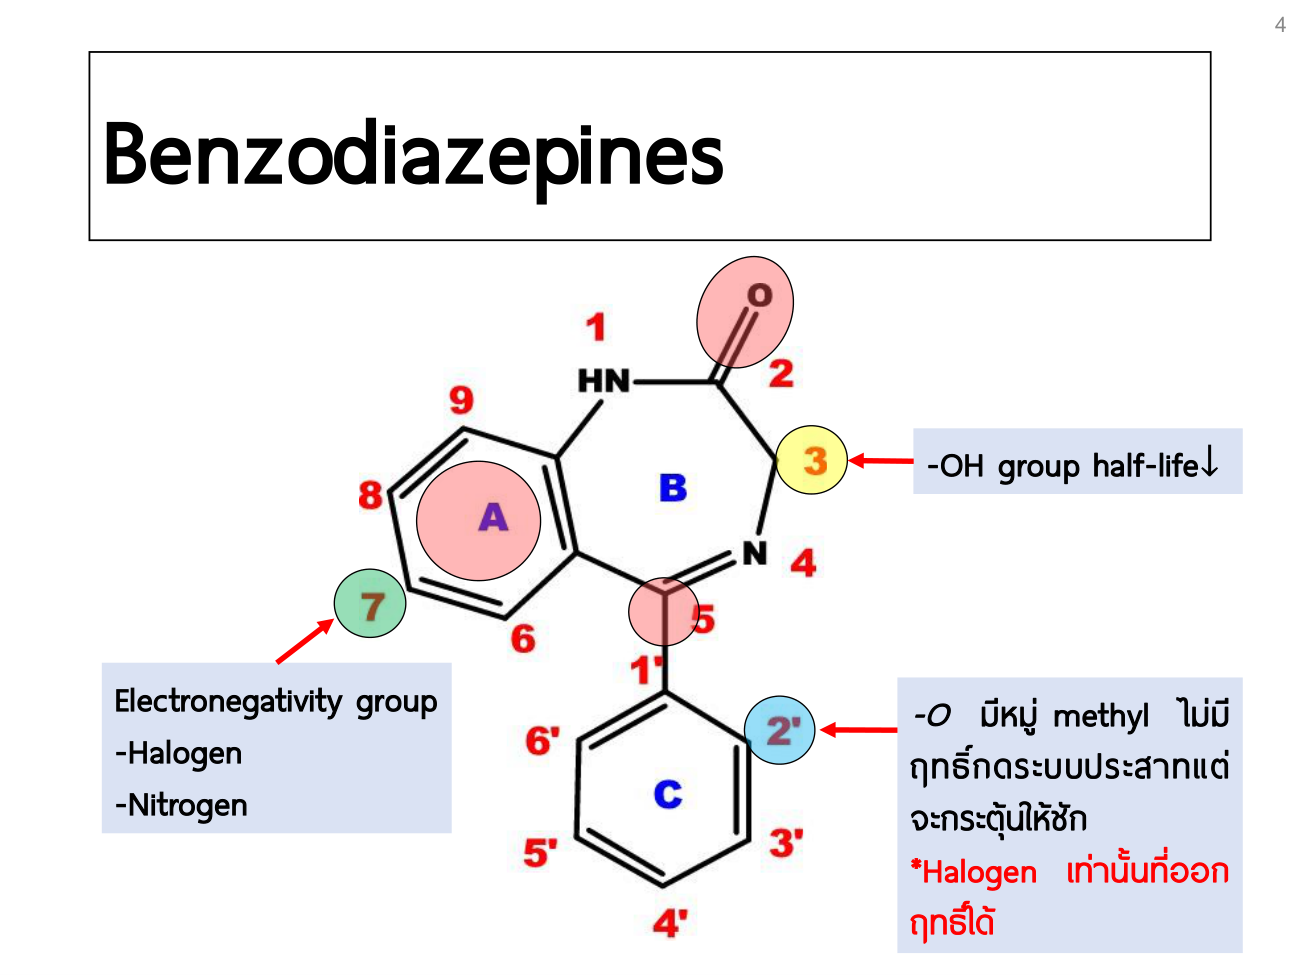 4
Benzodiazepines
O
1
2
HN
9
3
-OH group half-life↓
B
8
A
N
4
7
5
6
1'
Electronegativity group
-Halogen
-Nitrogen
-O มีหมู่ methyl ไม่มี
ฤทธิ์กดระบบประสาทแต่
จะกระตุ้นให้ชัก
*Halogen เท่านั้นที่ออก
ฤทธิ์ได้
6'
2'
C
5'
3'
4'